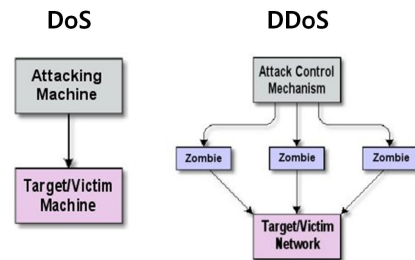 DoS
Attacking
Machine
Target/Victim
Machine
DDoS
Attack Control
Mechanism
Zombie
Zombie
Zombie
Target/Victim
Network